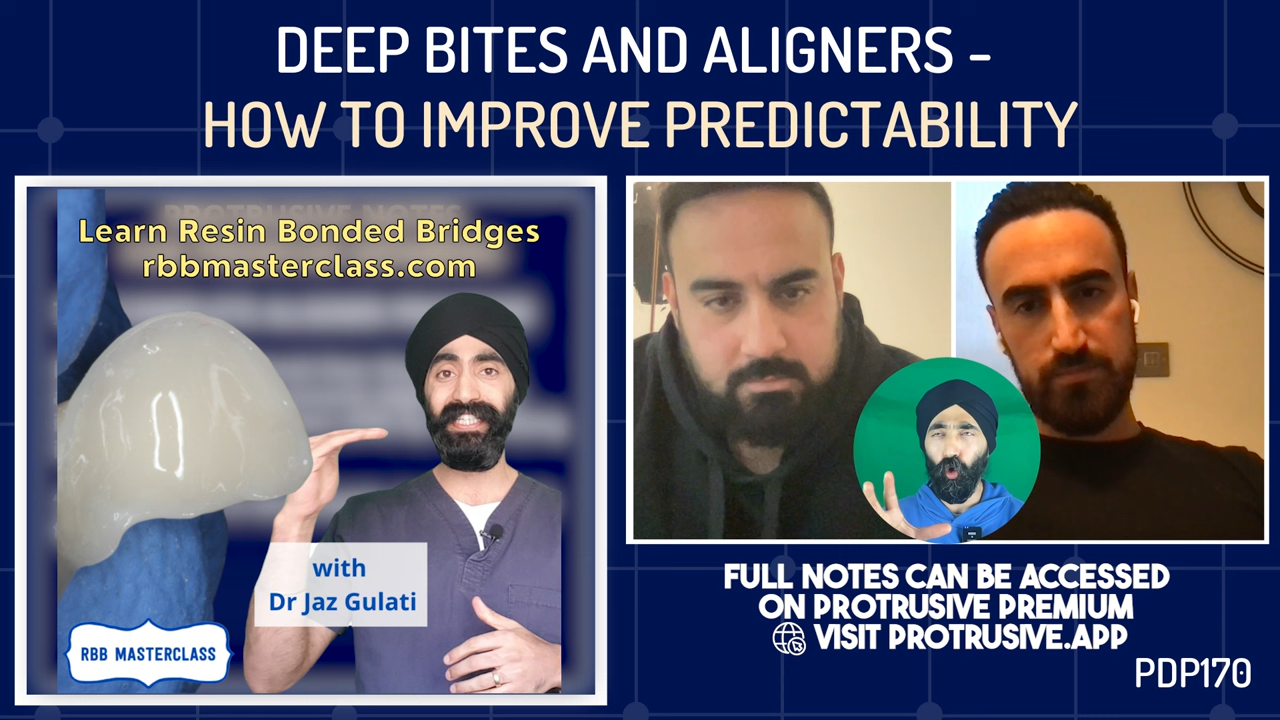 DEEP BITES AND ALIGNERS -
HOW TO IMPROVE PREDICTABILITY
Learn Resin Bonded Bridges
rbbmasterclass.com
with
Dr Jaz Gulati
RBB MASTERCLASS
FULL NOTES CAN BE ACCESSED
ON PROTRUSIVE PREMIUM
VISIT PROTRUSIVE.APP
PDP170